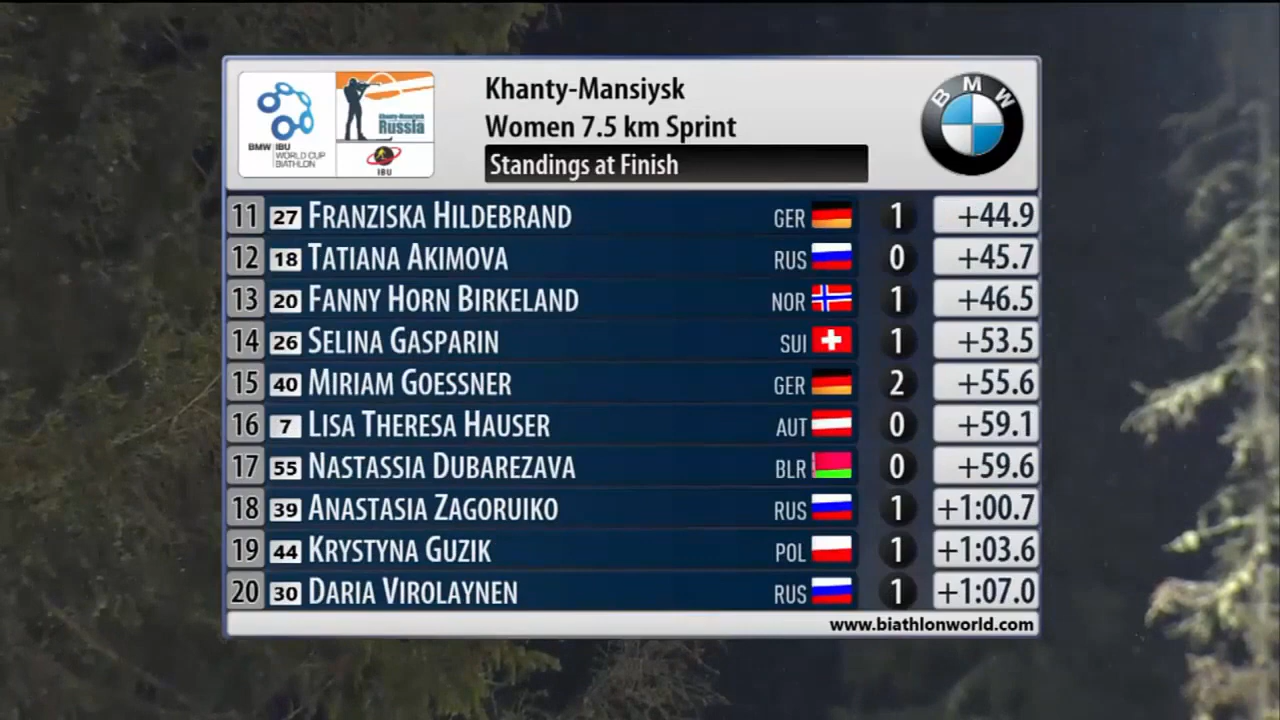 Khanty-Mansiysk
Women 7.5 km Sprint
Standings at Finish
BMW IBU
WORLD CUP
BIATHLON
Khanty-Mansiysk
Russia
IBU
BMW
11 27 FRANZISKA HILDEBRAND GER 1 +44.9
12 18 TATIANA AKIMOVA RUS 0 +45.7
13 20 FANNY HORN BIRKELAND NOR 1 +46.5
14 26 SELINA GASPARIN SUI 1 +53.5
15 40 MIRIAM GOESSNER GER 2 +55.6
16 7 LISA THERESA HAUSER AUT 0 +59.1
17 55 NASTASSIA DUBAREZAVA BLR 0 +59.6
18 39 ANASTASIA ZAGORUIKO RUS 1 +1:00.7
19 44 KRYSTYNA GUZIK POL 1 +1:03.6
20 30 DARIA VIROLAYNEN RUS 1 +1:07.0
www.biathlonworld.com